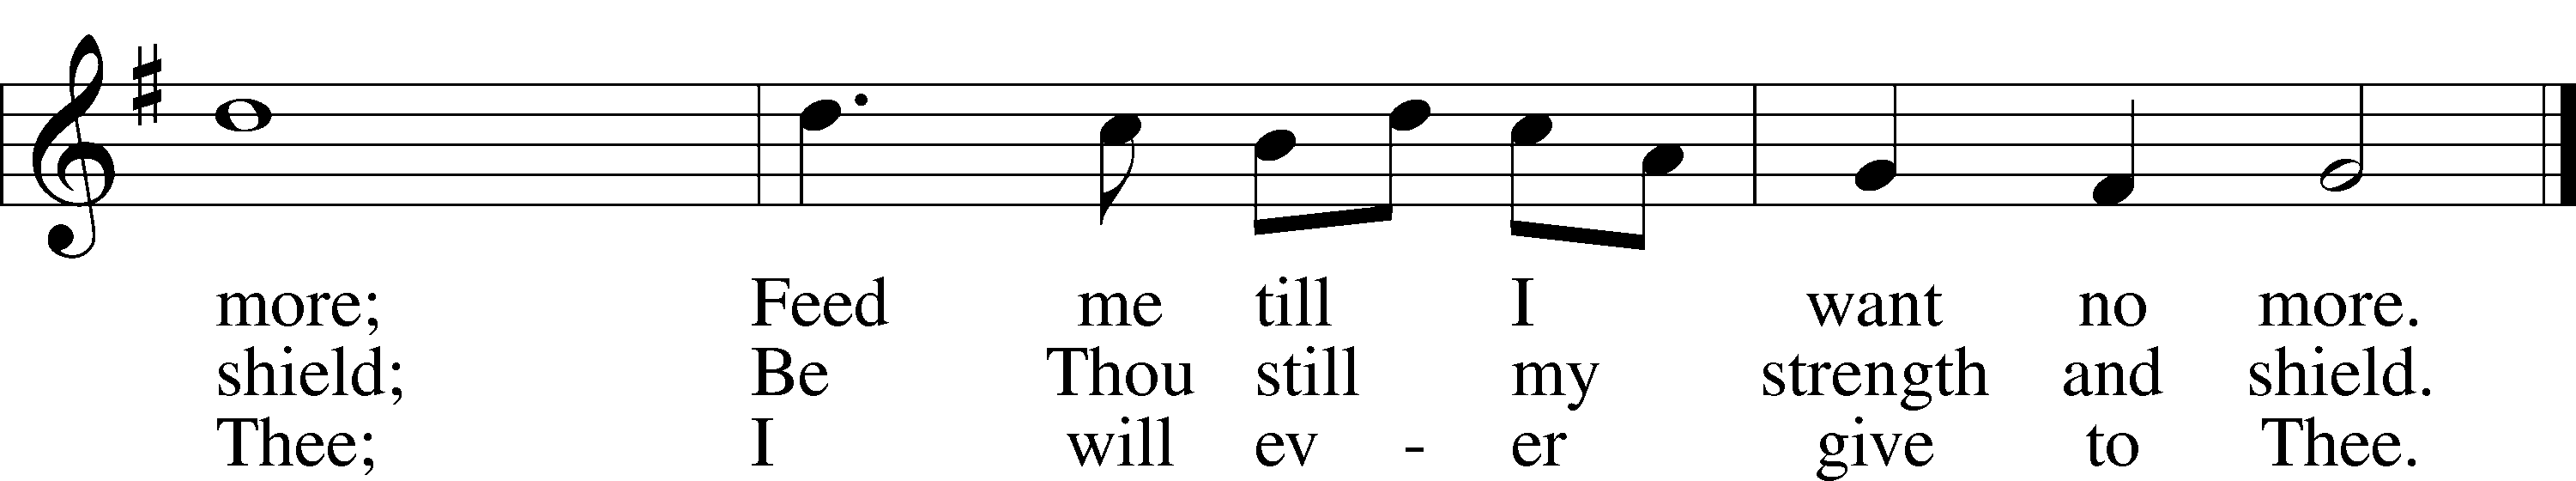 more; Feed me till I want no more.
shield; Be Thou still my strength and shield.
Thee; I will ev - er give to Thee.